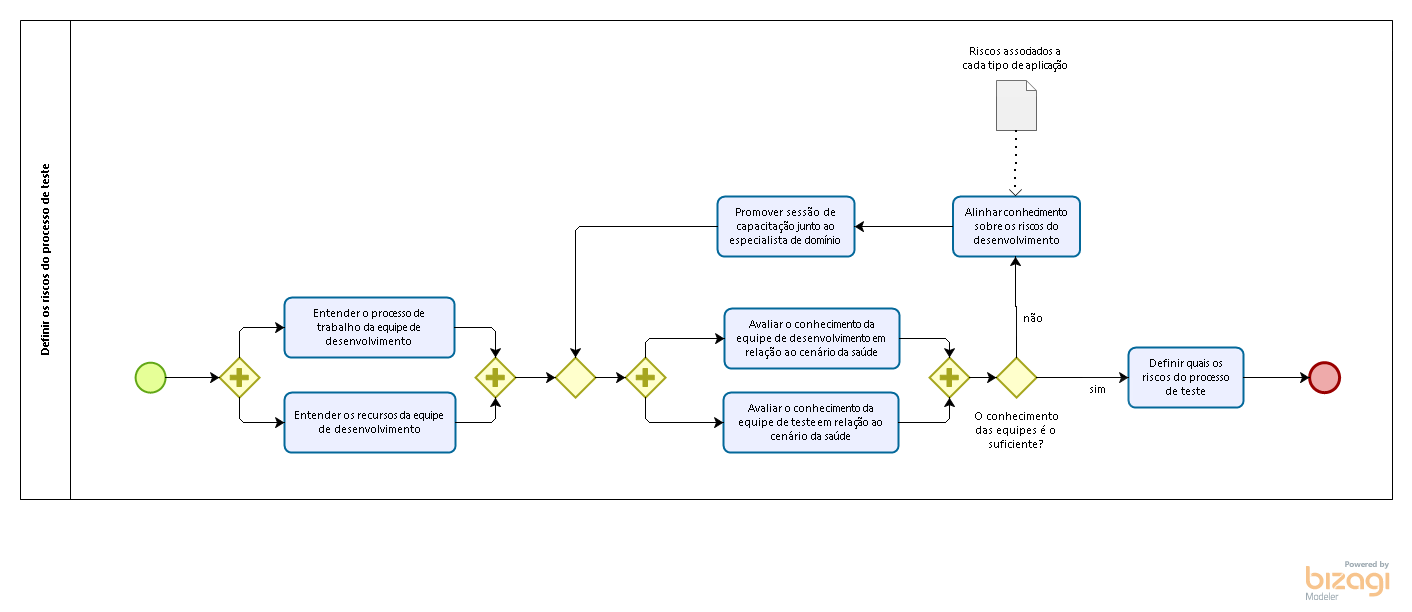 Definir os riscos do processo de teste
Riscos associados a
cada tipo de aplicação
Promover sessão de
capacitação junto ao
especialista de domínio
Alinhar conhecimento
sobre os riscos do
desenvolvimento
Entender o processo de
trabalho da equipe de
desenvolvimento
Entender os recursos da equipe
de desenvolvimento
Avaliar o conhecimento da
equipe de desenvolvimento em
relação ao cenário da saúde
Avaliar o conhecimento da
equipe de teste em relação ao
cenário da saúde
não
sim
O conhecimento
das equipes é o
suficiente?
Definir quais os
riscos do processo
de teste
Powered by
bizagi
Modeler